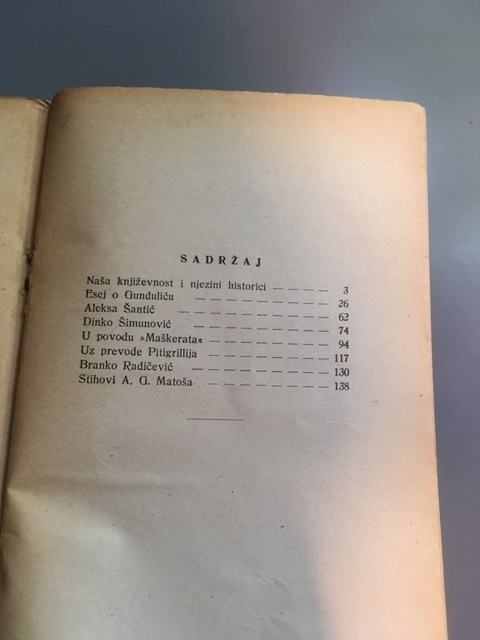 SADRŽAJ
Naša književnost i njezini historici — — — — 3
Esej o Gunduliću — — — — — — — — 26
Aleksa Šantić — — — — — — — — — 62
Dinko Šimunović — — — — — — — — 74
U povodu »Maškerata« — — — — — — — 94
Uz prevode Pitigrillija — — — — — — — 117
Branko Radičević — — — — — — — — 130
Stihovi A. G. Matoša — — — — — — — 138